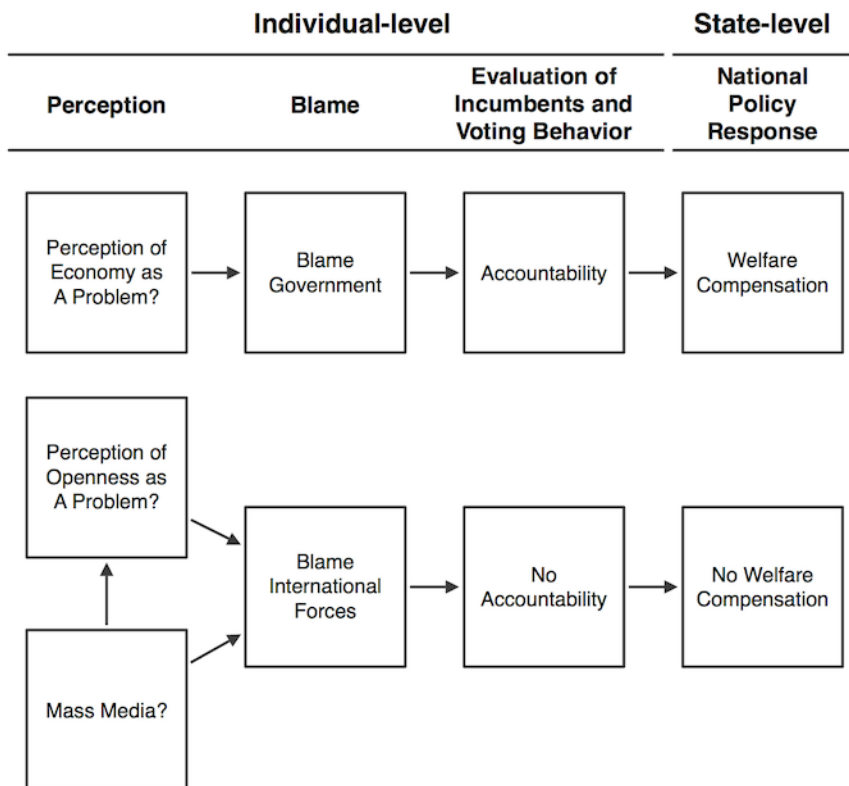 Individual-level
State-level
Perception
Blame
Evaluation of
Incumbents and
Voting Behavior
National
Policy
Response
Perception of
Economy as
A Problem?
Blame
Government
Accountability
Welfare
Compensation
Perception of
Openness as
A Problem?
Blame
International
Forces
No
Accountability
No Welfare
Compensation
Mass Media?